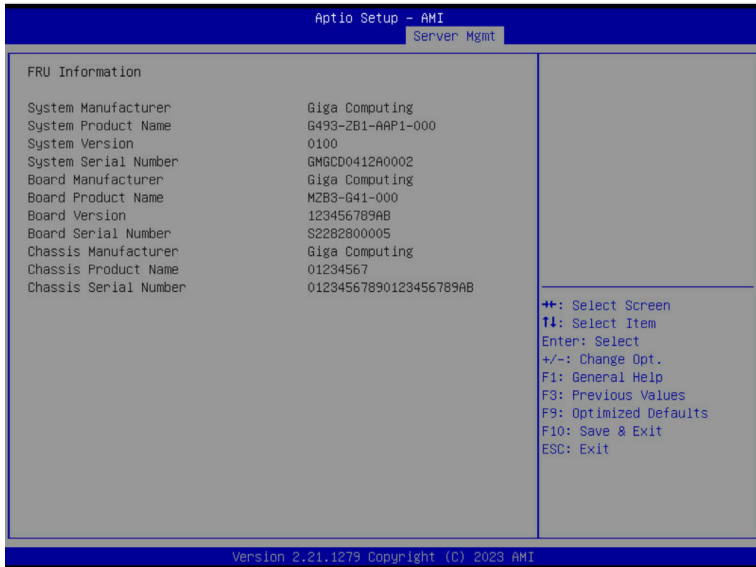 Aptio Setup – AMI
Server Mgmt
FRU Information
System Manufacturer Giga Computing
System Product Name G493-ZB1-AAP1-000
System Version 0100
System Serial Number GMGCD0412A0002
Board Manufacturer Giga Computing
Board Product Name MZB3-G41-000
Board Version 123456789AB
Board Serial Number S2282800005
Chassis Manufacturer Giga Computing
Chassis Product Name 01234567
Chassis Serial Number 01234567890123456789AB
→←: Select Screen
↑↓: Select Item
Enter: Select
+/-: Change Opt.
F1: General Help
F3: Previous Values
F9: Optimized Defaults
F10: Save & Exit
ESC: Exit
Version 2.21.1279 Copyright (C) 2023 AMI